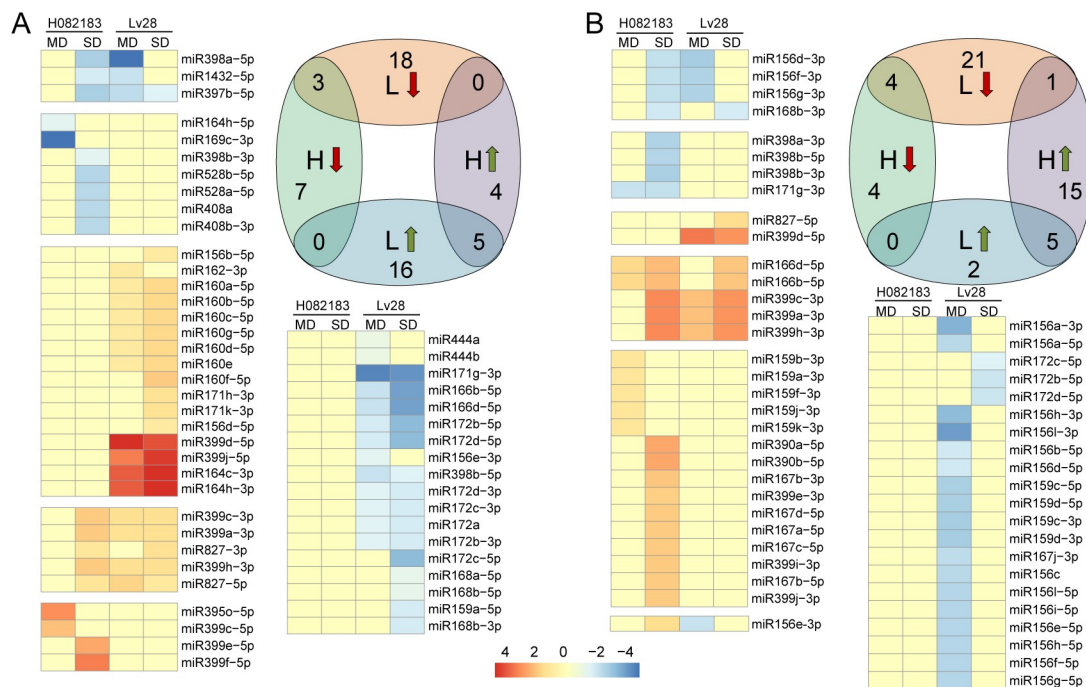 A
H082183 Lv28
MD SD MD SD
miR398a−5p
miR1432−5p
miR397b−5p
miR164h−5p
miR169c−3p
miR398b−3p
miR528b−5p
miR528a−5p
miR408a
miR408b−3p
miR156b−5p
miR162−3p
miR160a−5p
miR160b−5p
miR160c−5p
miR160g−5p
miR160d−5p
miR160e
miR160f−5p
miR171h−3p
miR171k−3p
miR156d−5p
miR399d−5p
miR399j−5p
miR164c−3p
miR164h−3p
miR399c−3p
miR399a−3p
miR827−3p
miR399h−3p
miR827−5p
miR395o−5p
miR399c−5p
miR399e−5p
miR399f−5p
18
3 L 0
H H
7 4
0 L 5
16
H082183 Lv28
MD SD MD SD
miR444a
miR444b
miR171g−3p
miR166b−5p
miR166d−5p
miR172b−5p
miR172d−5p
miR156e−3p
miR398b−5p
miR172d−3p
miR172c−3p
miR172a
miR172b−3p
miR172c−5p
miR168a−5p
miR168b−5p
miR159a−5p
miR168b−3p
4 2 0 −2 −4
B
H082183 Lv28
MD SD MD SD
miR156d−3p
miR156f−3p
miR156g−3p
miR168b−3p
miR398a−3p
miR398b−5p
miR398b−3p
miR171g−3p
miR827−5p
miR399d−5p
miR166d−5p
miR166b−5p
miR399c−3p
miR399a−3p
miR399h−3p
miR159b−3p
miR159a−3p
miR159f−3p
miR159j−3p
miR159k−3p
miR390a−5p
miR390b−5p
miR167b−3p
miR399e−3p
miR167d−5p
miR167a−5p
miR167c−5p
miR399i−3p
miR167b−5p
miR399j−3p
miR156e−3p
21
4 L 1
H H
4 15
0 L 5
2
H082183 Lv28
MD SD MD SD
miR156a−3p
miR156a−5p
miR172c−5p
miR172b−5p
miR172d−5p
miR156h−3p
miR156l−3p
miR156b−5p
miR156d−5p
miR159c−5p
miR159d−5p
miR159c−3p
miR159d−3p
miR167j−3p
miR156c
miR156l−5p
miR156i−5p
miR156e−5p
miR156h−5p
miR156f−5p
miR156g−5p